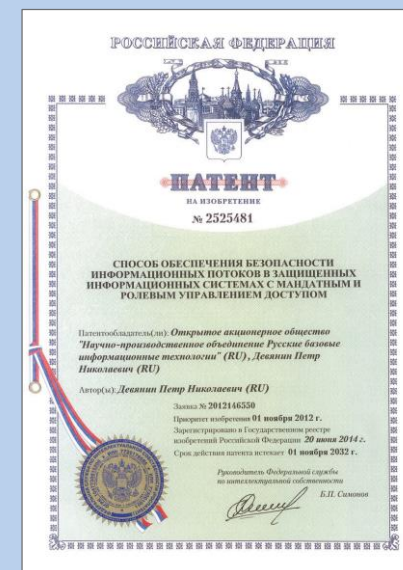 РОССИЙСКАЯ ФЕДЕРАЦИЯ
ПАТЕНТ
НА ИЗОБРЕТЕНИЕ
№ 2525481
СПОСОБ ОБЕСПЕЧЕНИЯ БЕЗОПАСНОСТИ
ИНФОРМАЦИОННЫХ ПОТОКОВ В ЗАЩИЩЕННЫХ
ИНФОРМАЦИОННЫХ СИСТЕМАХ С МАНДАТНЫМ И
РОЛЕВЫМ УПРАВЛЕНИЕМ ДОСТУПОМ
Патентообладатель(ли): Открытое акционерное общество
"Научно-производственное объединение Русские базовые
информационные технологии" (RU), Девянин Петр
Николаевич (RU)
Автор(ы): Девянин Петр Николаевич (RU)
Заявка № 2012146550
Приоритет изобретения 01 ноября 2012 г.
Зарегистрировано в Государственном реестре
изобретений Российской Федерации 20 июня 2014 г.
Срок действия патента истекает 01 ноября 2032 г.
Руководитель Федеральной службы
по интеллектуальной собственности
Б.П. Симонов